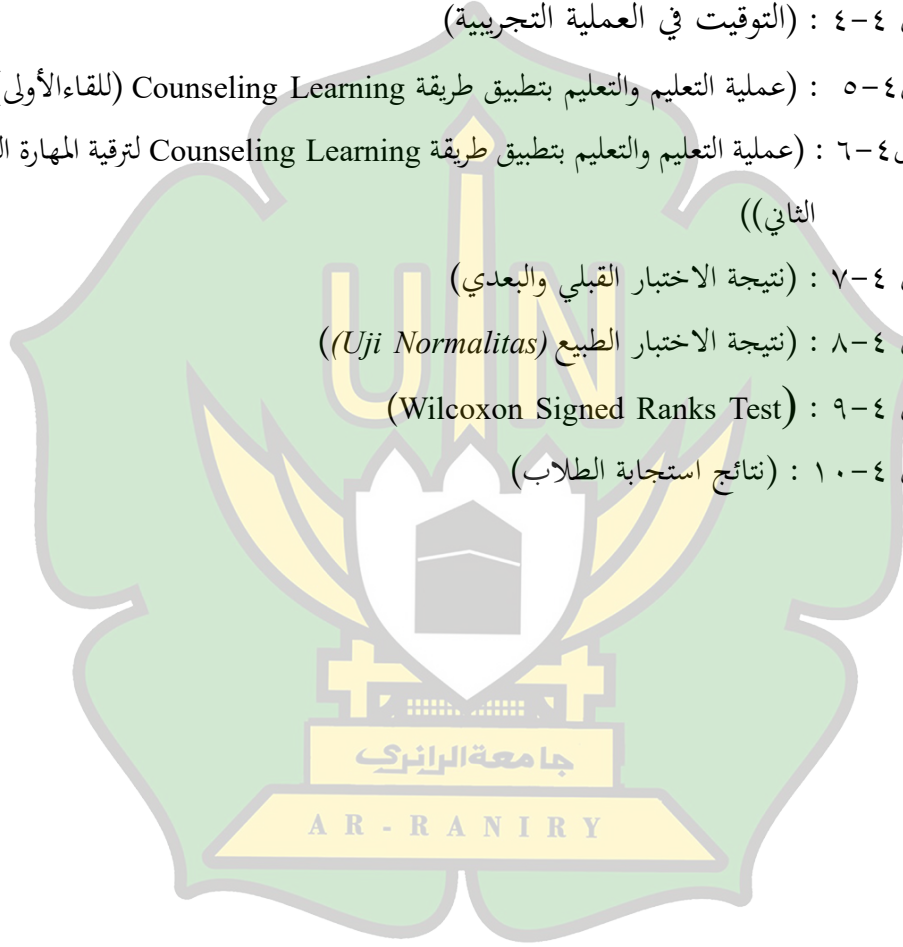 ٤-٤ : (التوقيت في العملية التجريبية)
٤-٥ : (عملية التعليم والتعليم بتطبيق طريقة Counseling Learning (للقاءالأولى)
٤-٦ : (عملية التعليم والتعليم بتطبيق طريقة Counseling Learning لترقية المهارة
الثاني))
٤-٧ : (نتيجة الاختبار القبلي والبعدي)
٤-٨ : (نتيجة الاختبار الطبيع (Uji Normalitas))
٤-٩ : (Wilcoxon Signed Ranks Test)
٤-١٠ : (نتائج استجابة الطلاب)
UIN
جامعةالرانري
AR-RANIRY